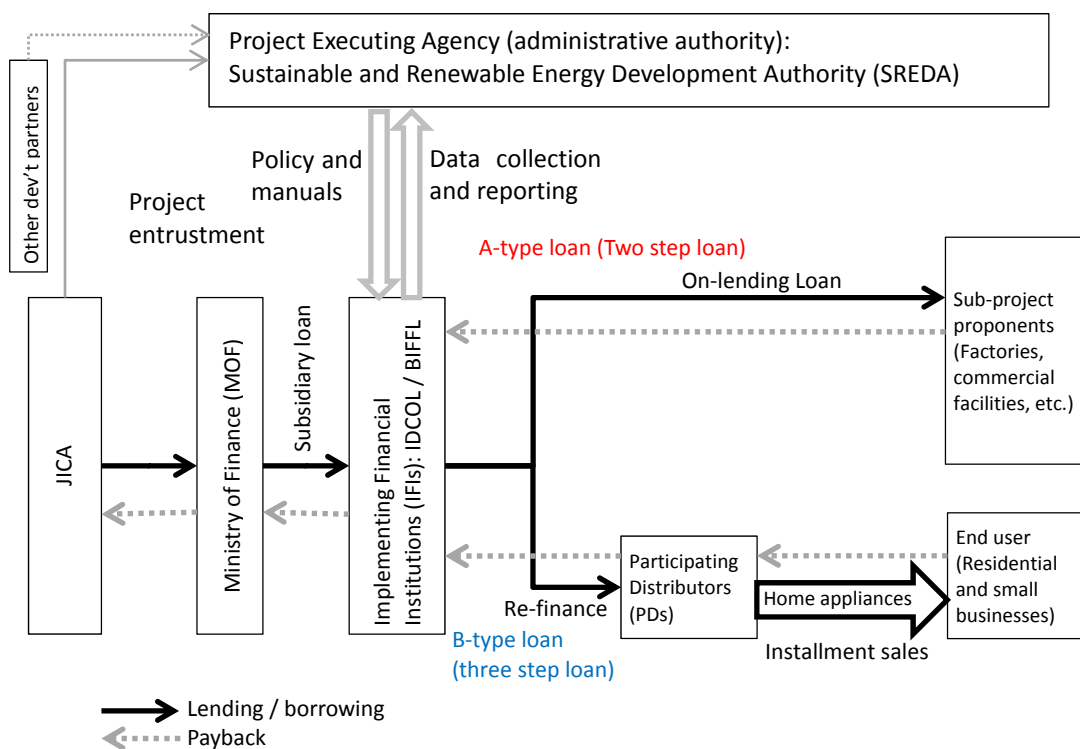 Project Executing Agency (administrative authority):
Sustainable and Renewable Energy Development Authority (SREDA)
Other dev't partners
Policy and
manuals
Data collection
and reporting
Project
entrustment
A-type loan (Two step loan)
On-lending Loan
Sub-project
proponents
(Factories,
commercial
facilities, etc.)
JICA
Ministry of Finance (MOF)
Subsidiary loan
Implementing Financial
Institutions (IFIs): IDCOL / BIFFL
Re-finance
Participating
Distributors
(PDs)
Home appliances
Installment sales
End user
(Residential
and small
businesses)
B-type loan
(three step loan)
Lending / borrowing
Payback